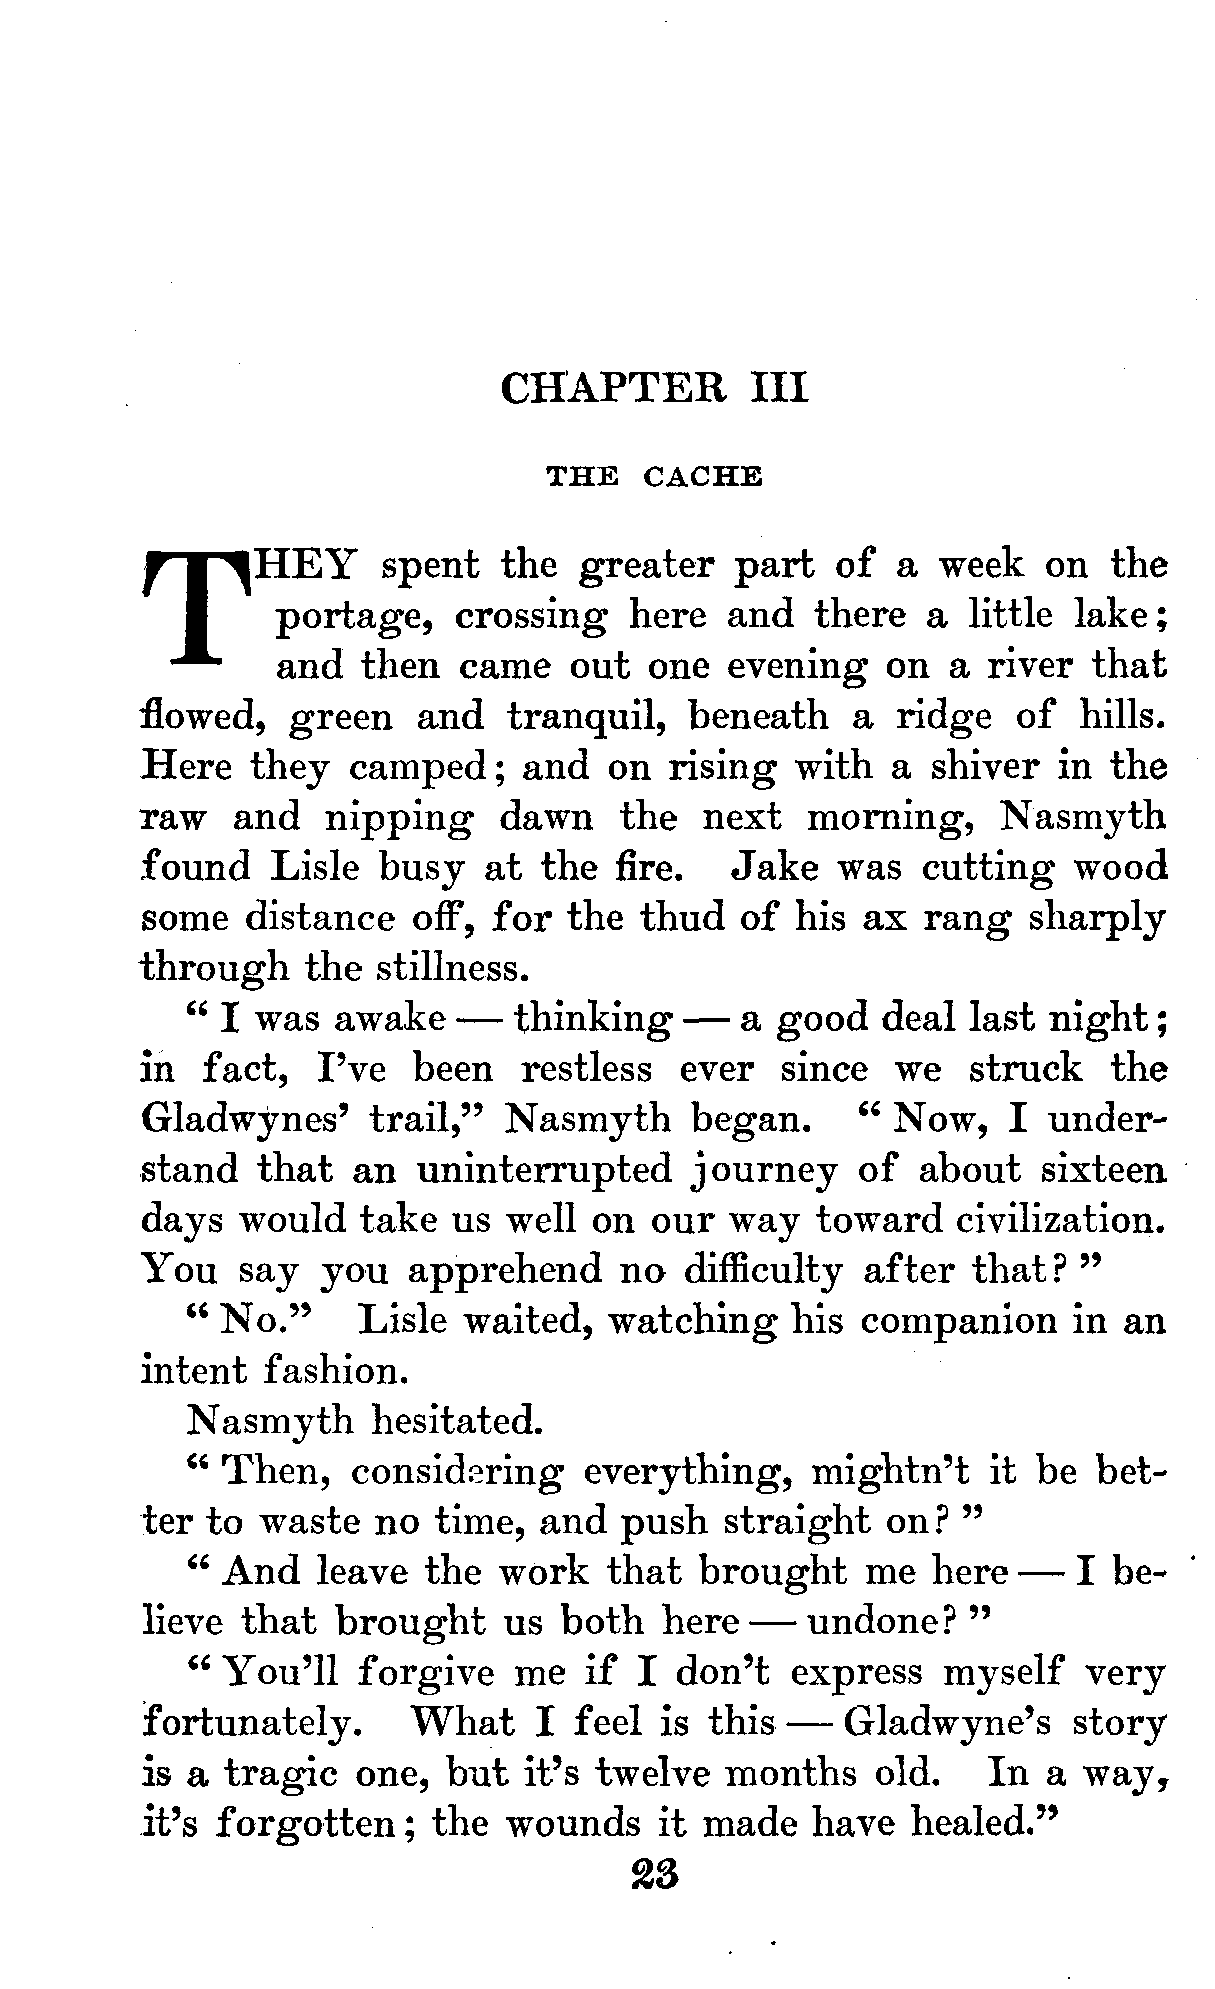 CHAPTER III
THE CACHE
THEY spent the greater part of a week on the
portage, crossing here and there a little lake;
and then came out one evening on a river that
flowed, green and tranquil, beneath a ridge of hills.
Here they camped; and on rising with a shiver in the
raw and nipping dawn the next morning, Nasmyth
found Lisle busy at the fire. Jake was cutting wood
some distance off, for the thud of his ax rang sharply
through the stillness.
"I was awake — thinking — a good deal last night;
in fact, I've been restless ever since we struck the
Gladwynes' trail," Nasmyth began. "Now, I under-
stand that an uninterrupted journey of about sixteen
days would take us well on our way toward civilization.
You say you apprehend no difficulty after that?"
"No." Lisle waited, watching his companion in an
intent fashion.
Nasmyth hesitated.
"Then, considering everything, mightn't it be bet-
ter to waste no time, and push straight on?"
"And leave the work that brought me here — I be-
lieve that brought us both here — undone?"
"You'll forgive me if I don't express myself very
fortunately. What I feel is this — Gladwyne's story
is a tragic one, but it's twelve months old. In a way,
it's forgotten; the wounds it made have healed."
23